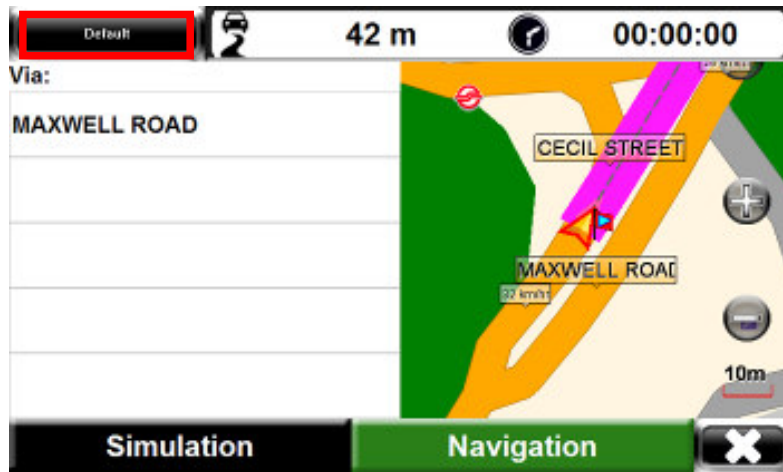 Default
42 m
00:00:00
Via:
MAXWELL ROAD
CECIL STREET
MAXWELL ROAD
10m
Simulation
Navigation